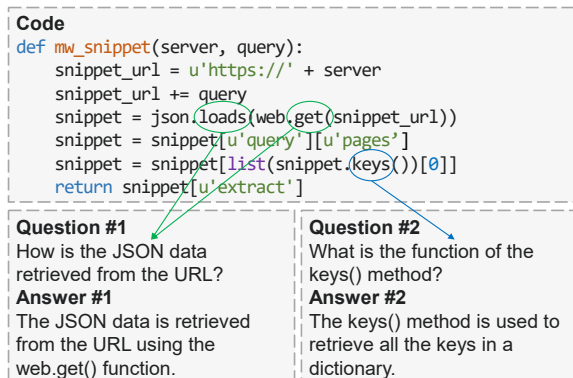 Code
def mw_snippet(server, query):
    snippet_url = u'https://' + server
    snippet_url += query
    snippet = json.loads(web.get(snippet_url))
    snippet = snippet[u'query'][u'pages’]
    snippet = snippet[list(snippet.keys())[0]]
    return snippet[u'extract']
Question #1
How is the JSON data
retrieved from the URL?
Answer #1
The JSON data is retrieved
from the URL using the
web.get() function.
Question #2
What is the function of the
keys() method?
Answer #2
The keys() method is used to
retrieve all the keys in a
dictionary.